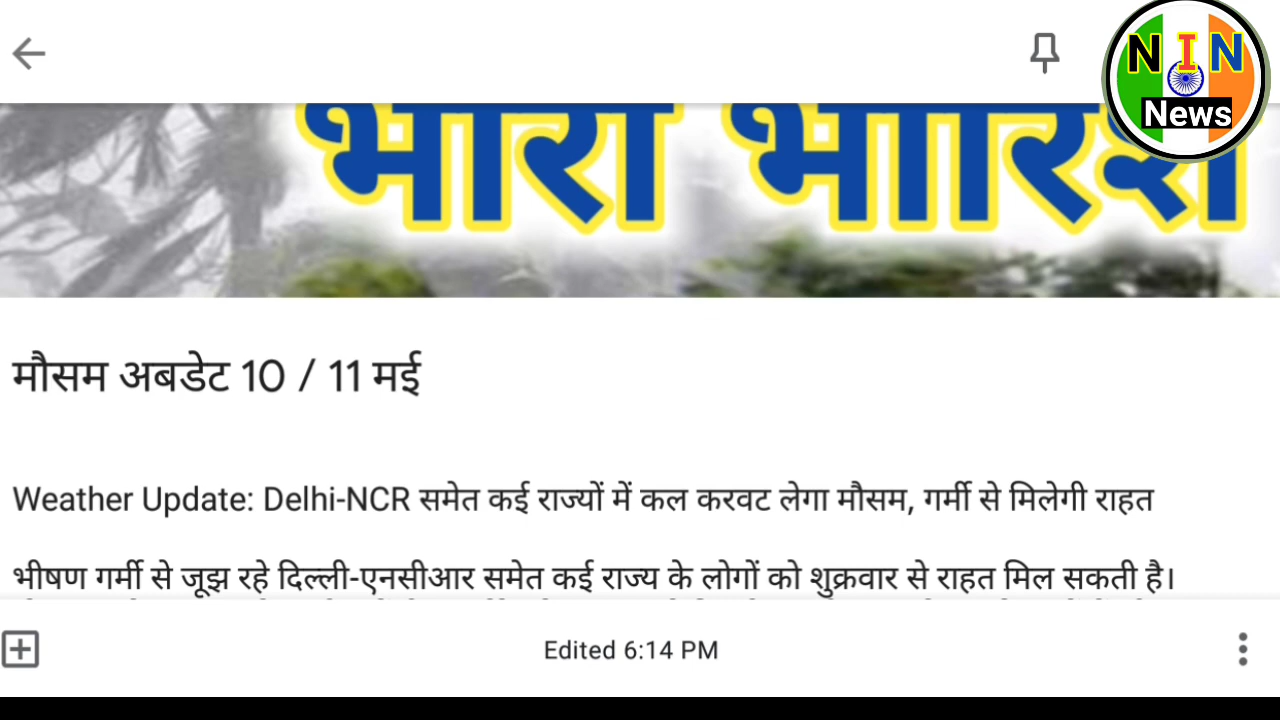 N I N
News
मौसम अबडेट 10 / 11 मई
Weather Update: Delhi-NCR समेत कई राज्यों में कल करवट लेगा मौसम, गर्मी से मिलेगी राहत
भीषण गर्मी से जूझ रहे दिल्ली-एनसीआर समेत कई राज्य के लोगों को शुक्रवार से राहत मिल सकती है।
Edited 6:14 PM